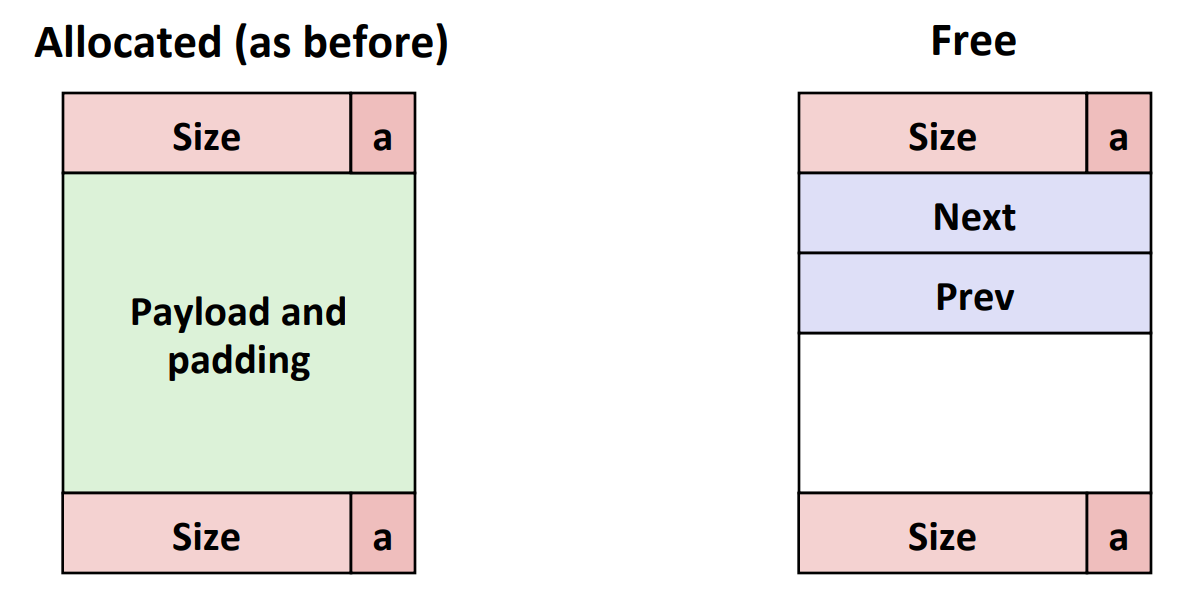 Allocated (as before)
Size a
Payload and
padding
Size a
Free
Size a
Next
Prev
Size a